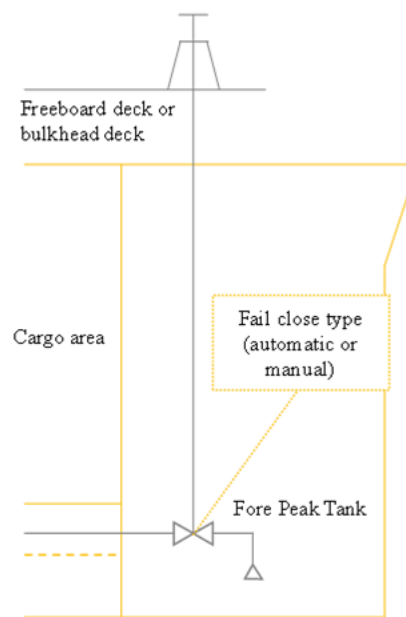 Freeboard deck or
bulkhead deck
Fail close type
(automatic or
manual)
Cargo area
Fore Peak Tank